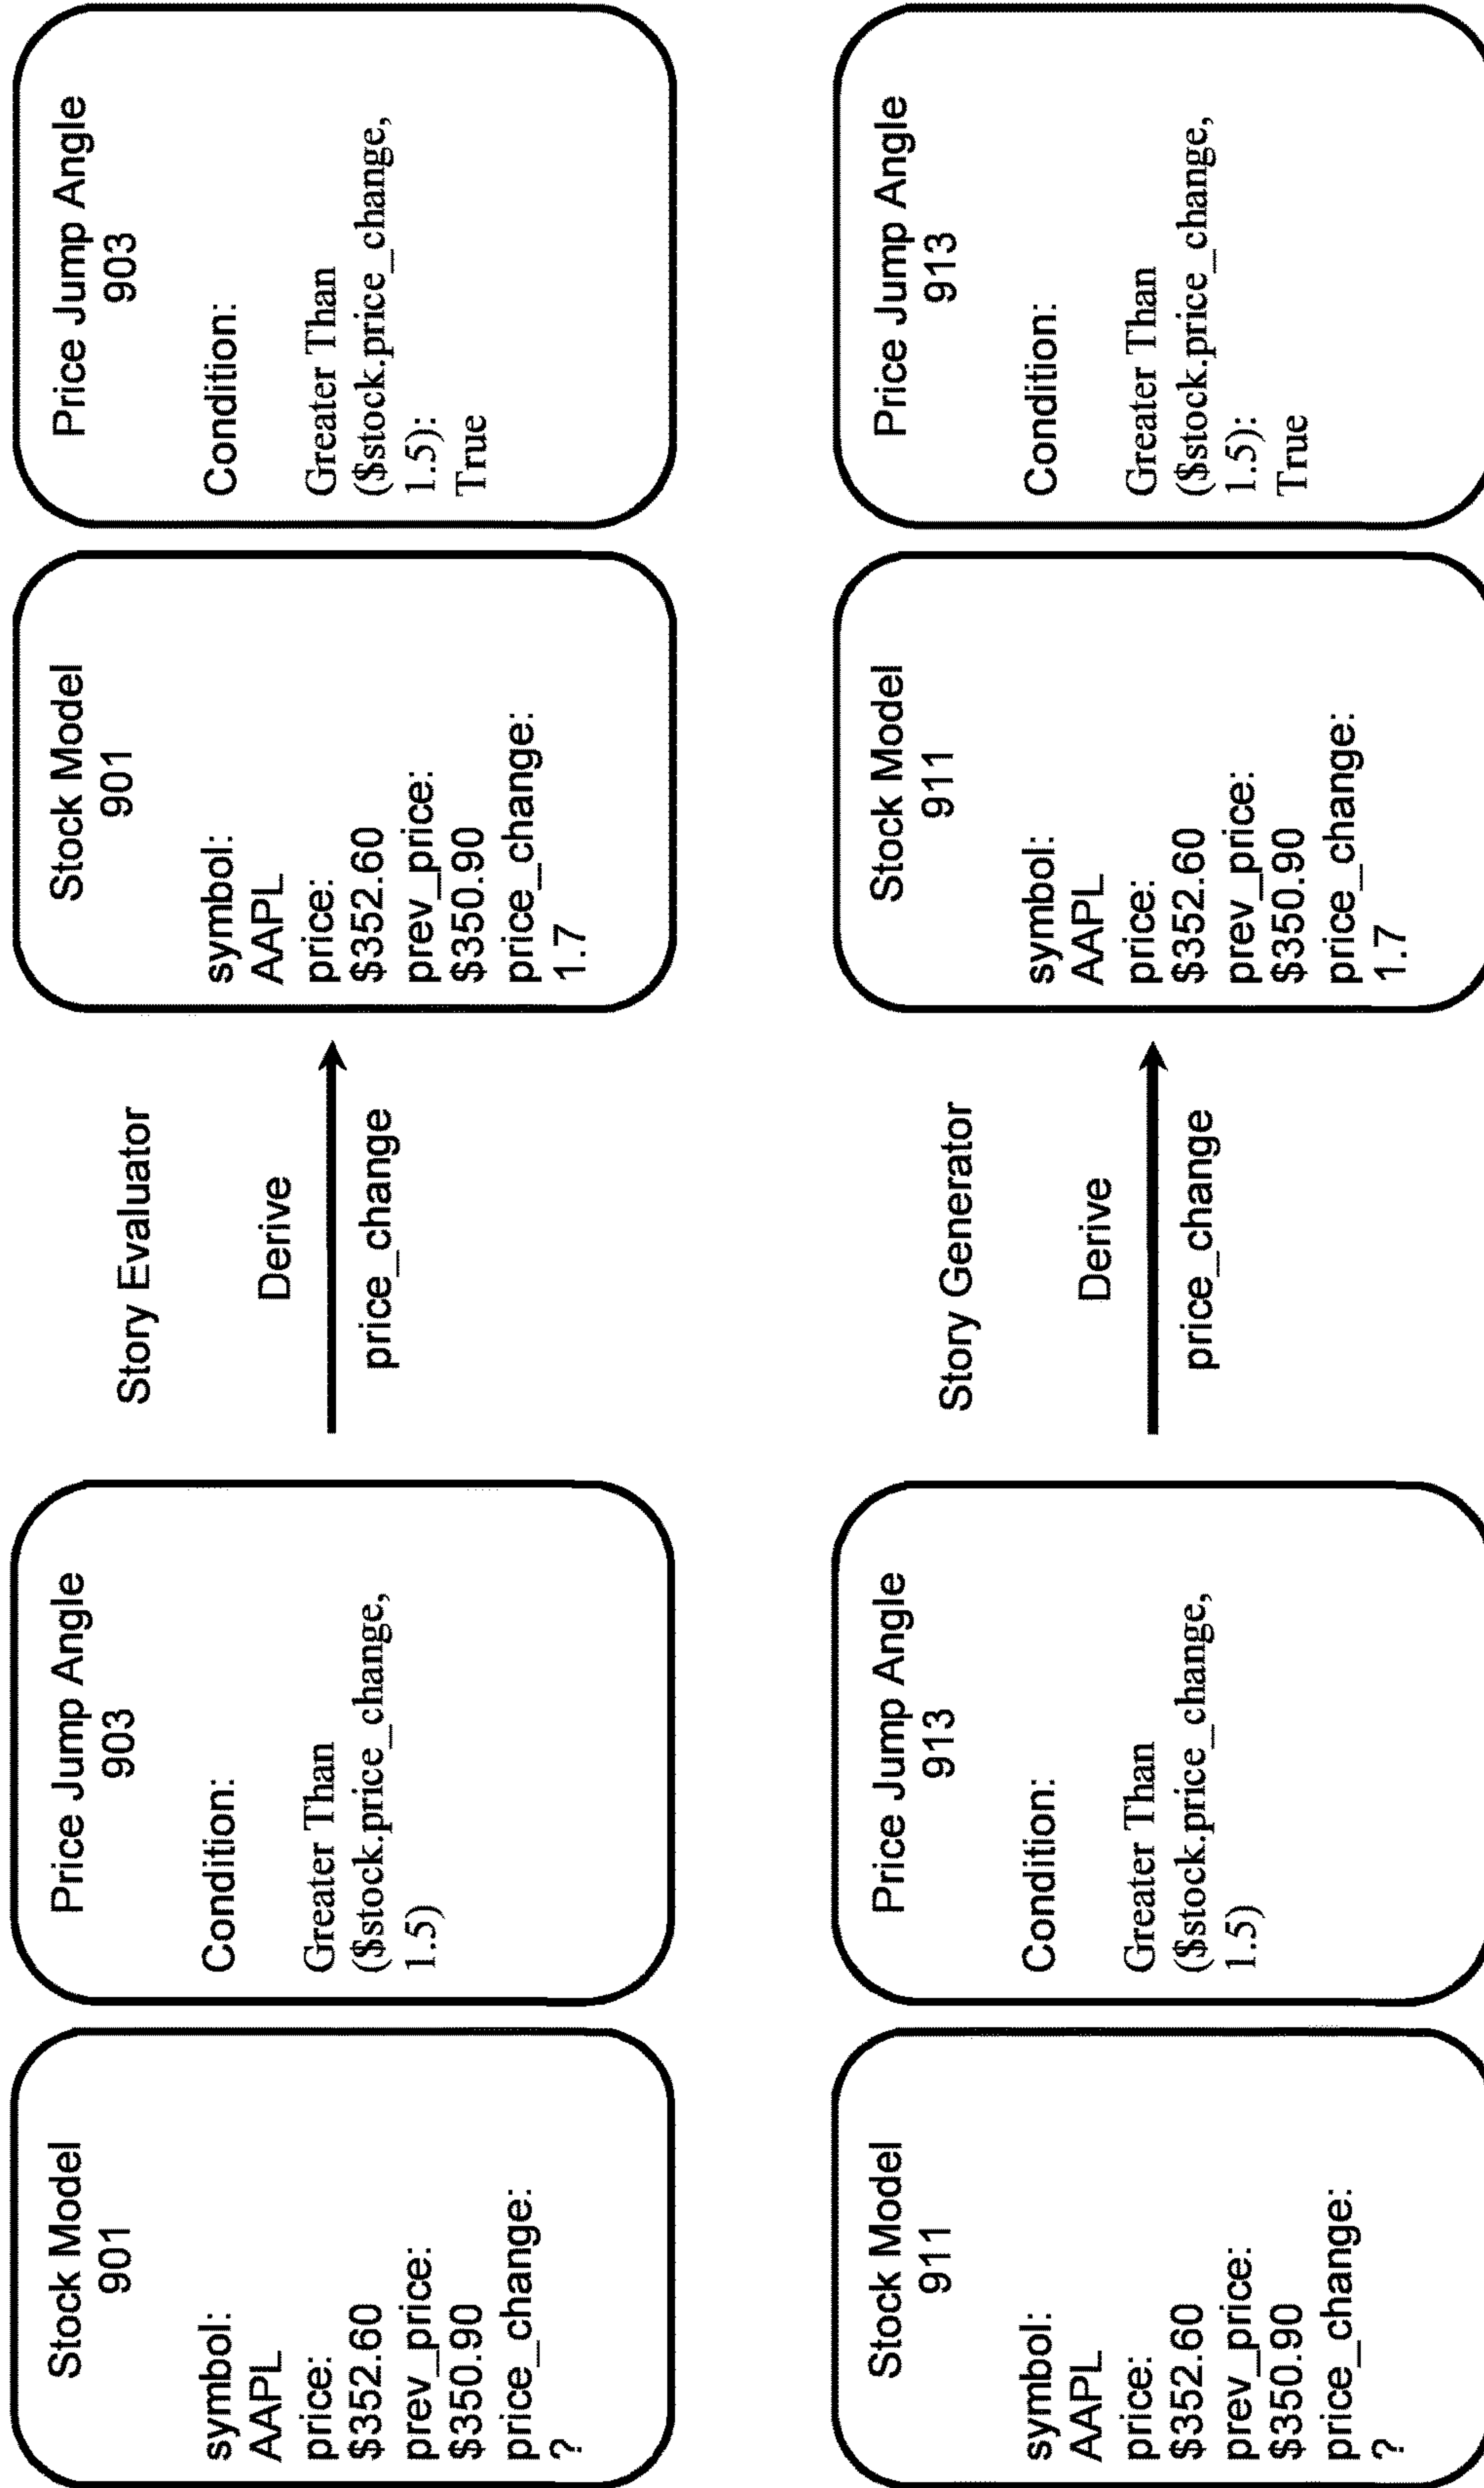 Stock Model
901
symbol:
AAPL
price:
$352.60
prev_price:
$350.90
price_change:
?
Price Jump Angle
903
Condition:
Greater Than
($stock.price_change,
1.5)
Story Evaluator
Derive
price_change
Stock Model
901
symbol:
AAPL
price:
$352.60
prev_price:
$350.90
price_change:
1.7
Price Jump Angle
903
Condition:
Greater Than
($stock.price_change,
1.5):
True
Stock Model
911
symbol:
AAPL
price:
$352.60
prev_price:
$350.90
price_change:
?
Price Jump Angle
913
Condition:
Greater Than
($stock.price_change,
1.5)
Story Generator
Derive
price_change
Stock Model
911
symbol:
AAPL
price:
$352.60
prev_price:
$350.90
price_change:
1.7
Price Jump Angle
913
Condition:
Greater Than
($stock.price_change,
1.5):
True